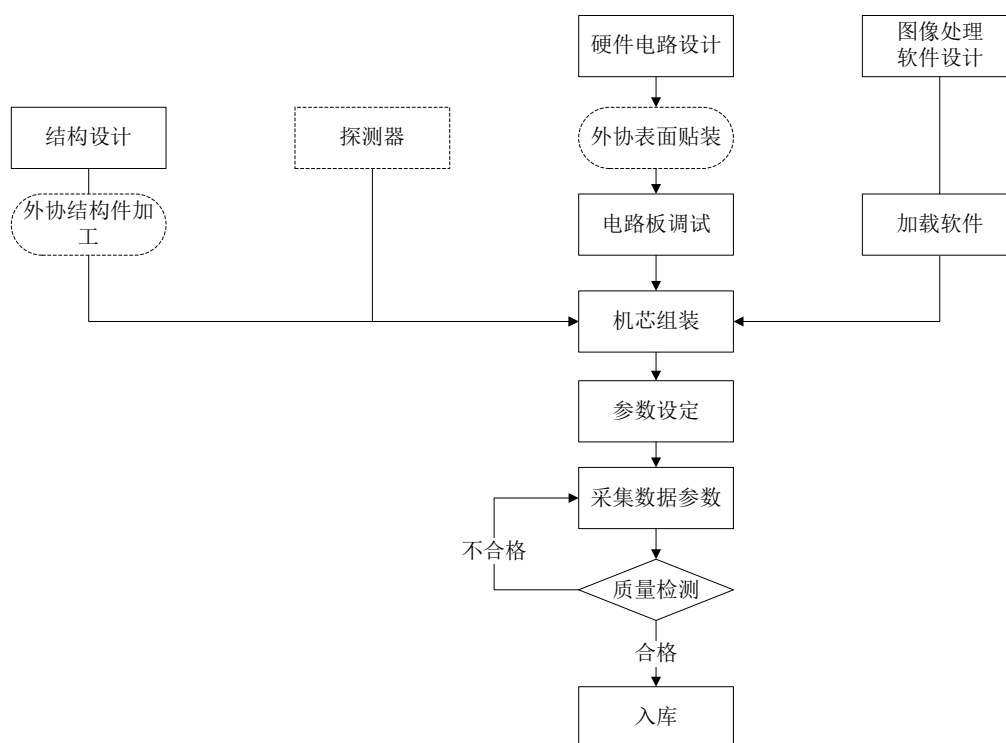 硬件电路设计
图像处理
软件设计
结构设计
探测器
外协表面贴装
外协结构件加
工
电路板调试
加载软件
机芯组装
参数设定
采集数据参数
不合格
质量检测
合格
入库